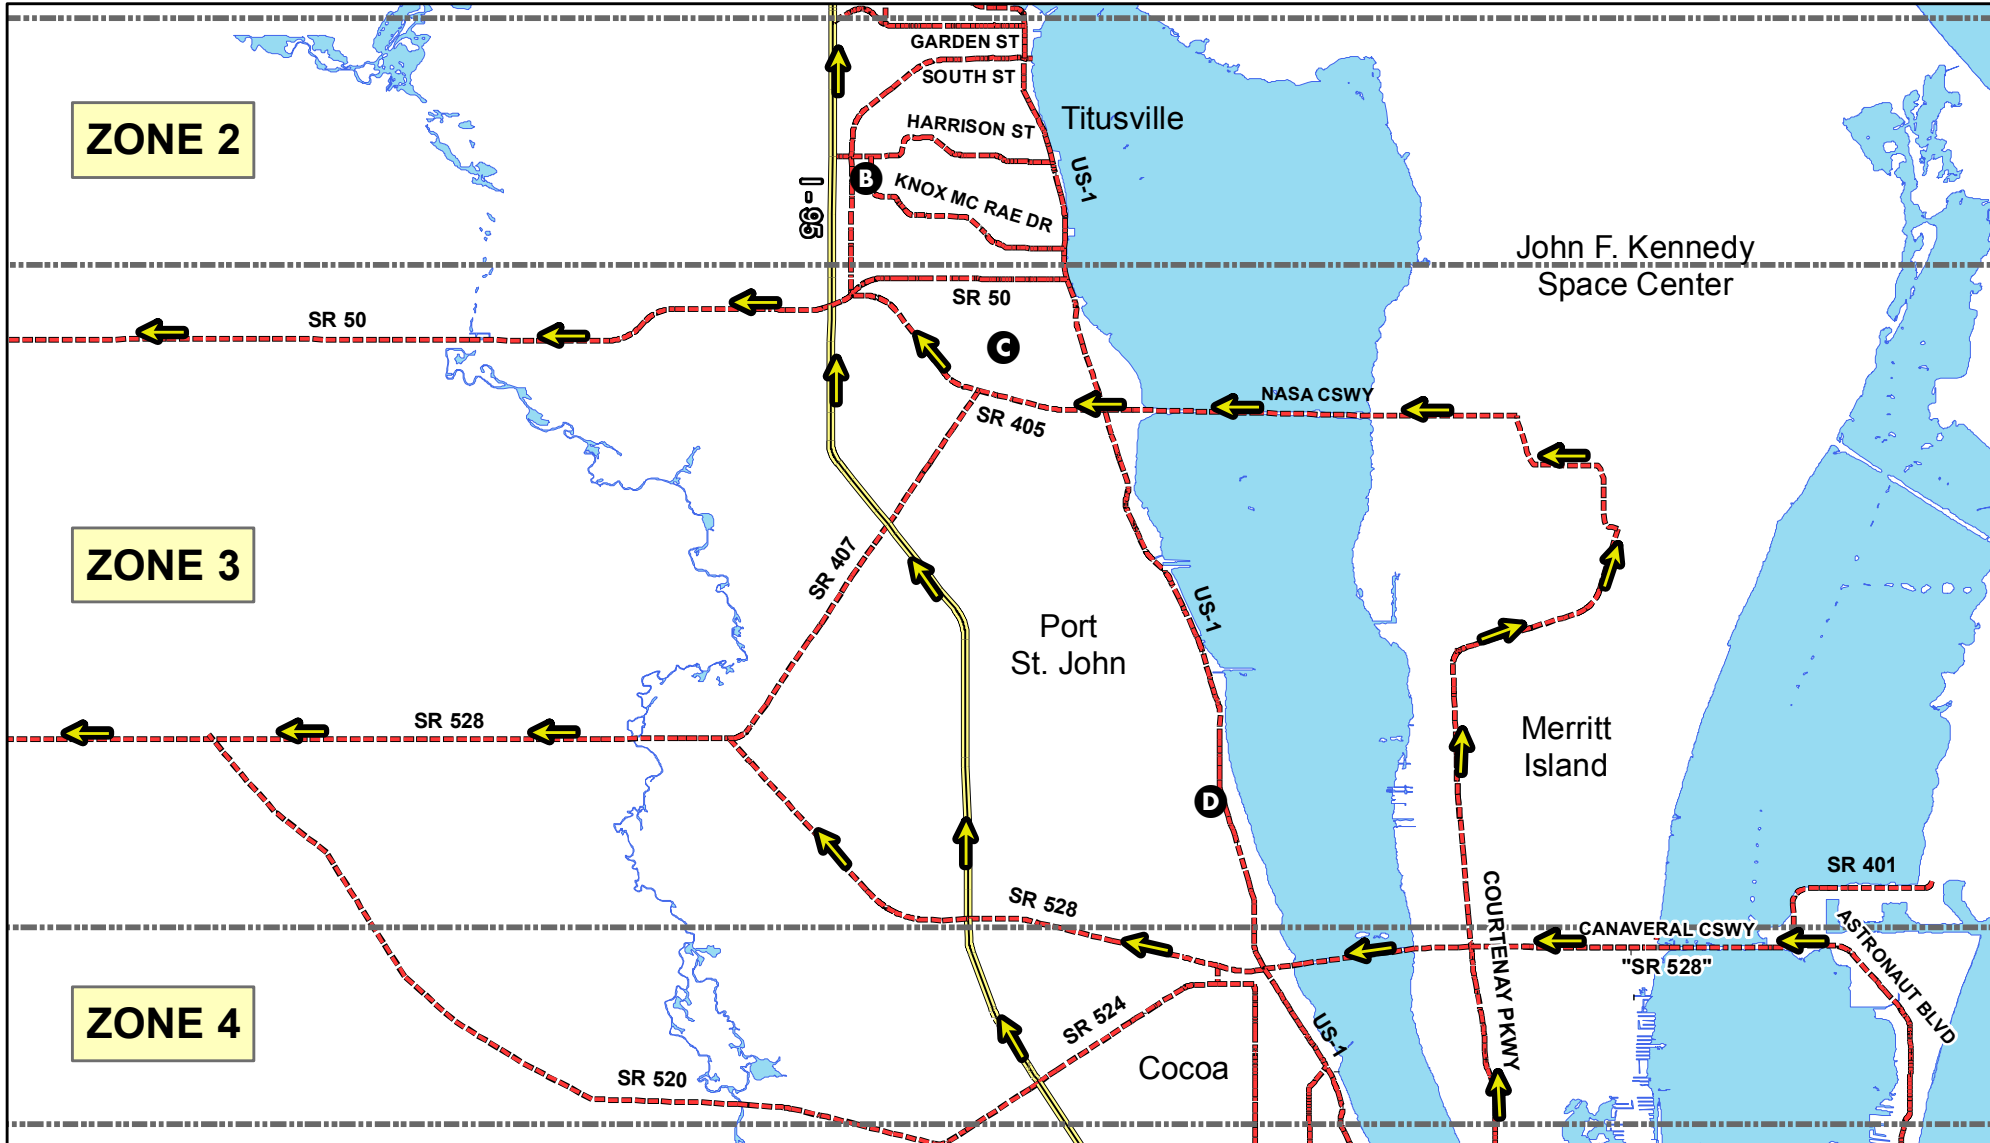 GARDEN ST
SOUTH ST
ZONE 2
HARRISON ST
Titusville
US-1
B
KNOX MC RAE DR
I - 95
John F. Kennedy
Space Center
SR 50
SR 50
C
NASA CSWY
SR 405
ZONE 3
SR 407
US-1
Port
St. John
SR 528
Merritt
Island
D
SR 401
COURTENAY PKWY
SR 528
CANAVERAL CSWY
"SR 528"
ASTRONAUT BLVD
ZONE 4
SR 524
US-1
Cocoa
SR 520